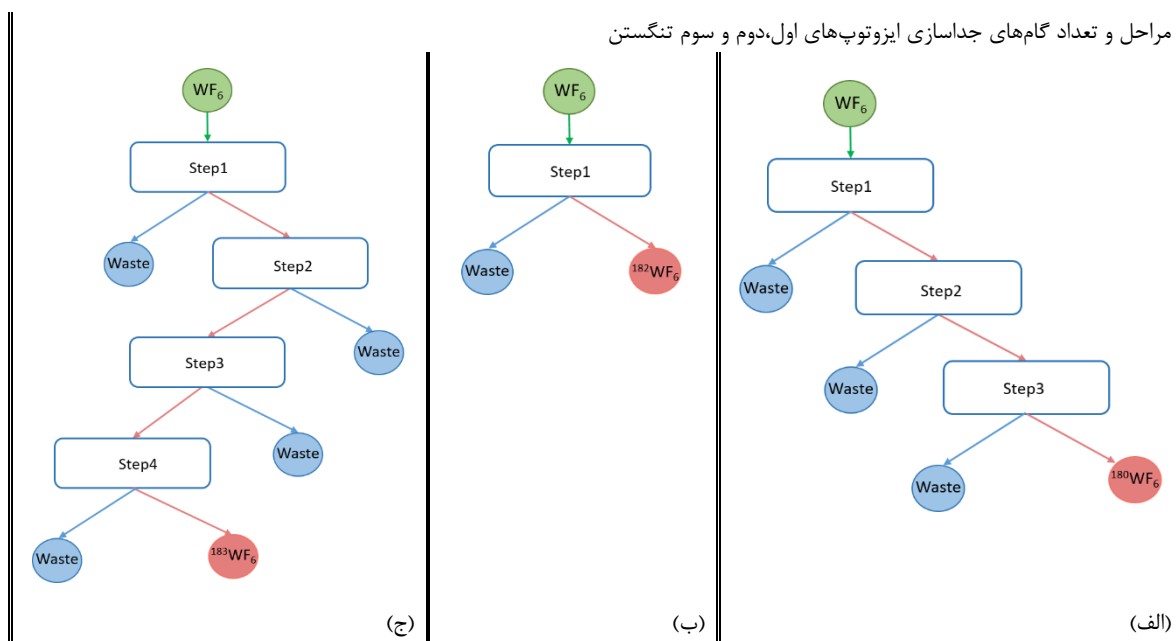 مراحل و تعداد گام‌های جداسازی ایزوتوپ‌های اول،دوم و سوم تنگستن
WF₆
Step1
Waste
Step2
Waste
Step3
Waste
¹⁸⁰WF₆
(الف)
WF₆
Step1
Waste
¹⁸²WF₆
(ب)
WF₆
Step1
Waste
Step2
Waste
Step3
Waste
Step4
Waste
¹⁸³WF₆
(ج)